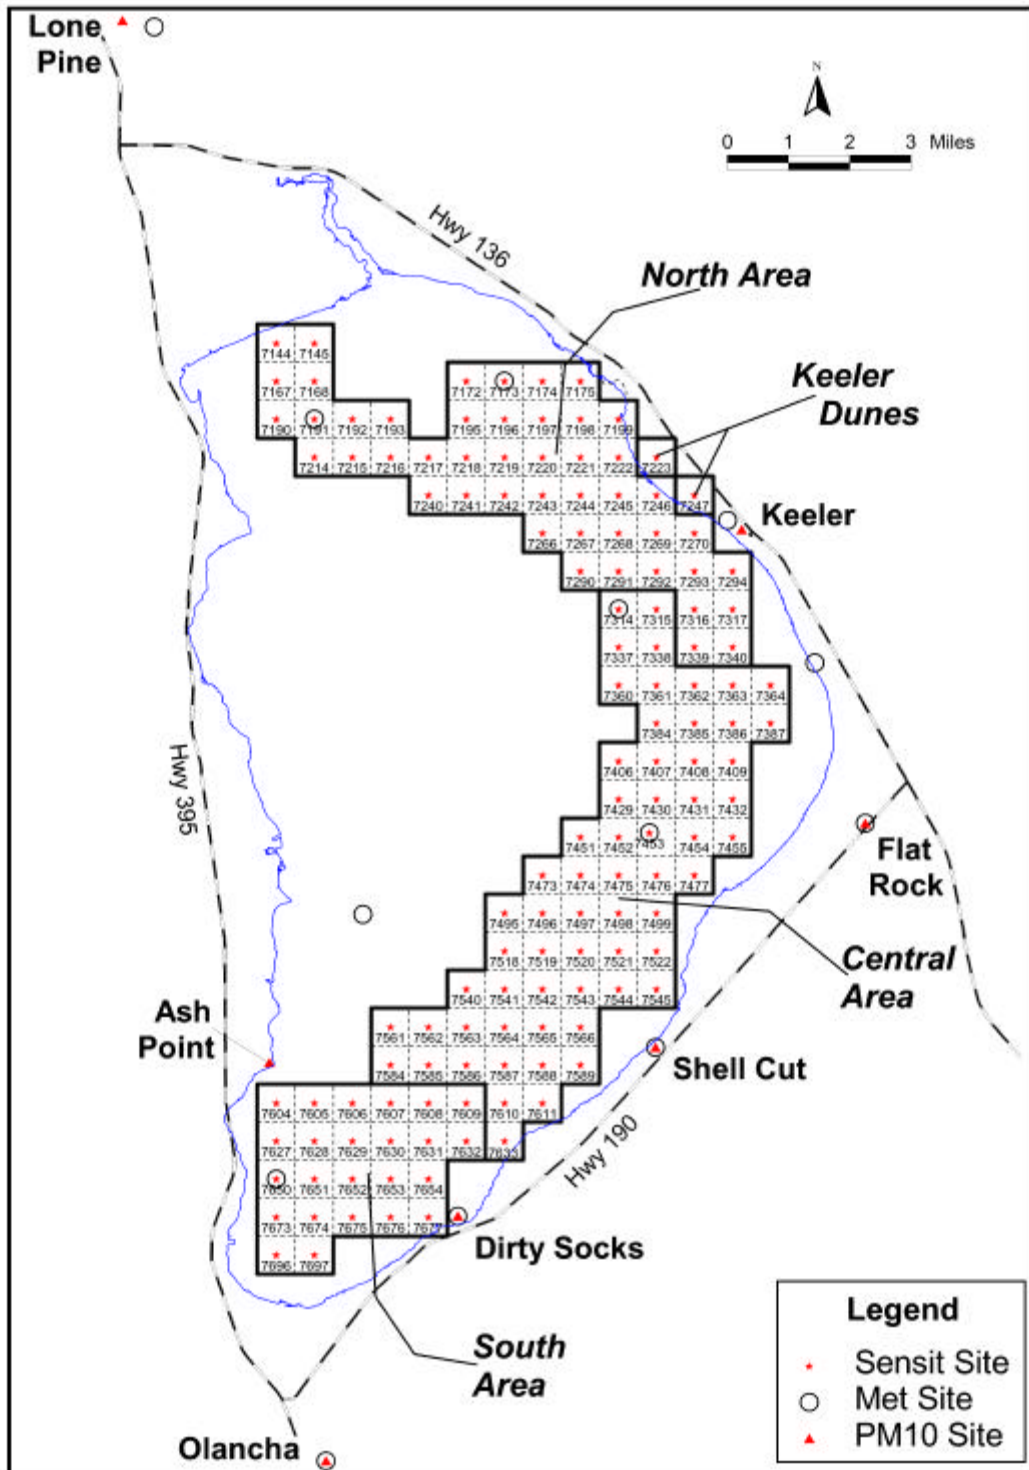 Lone
Pine
N
0 1 2 3 Miles
Hwy 136
North Area
Keeler
Dunes
7144 7145
7167 7168 7172 7173 7174 7175
7190 7191 7192 7193 7195 7196 7197 7198 7199
7214 7215 7216 7217 7218 7219 7220 7221 7222 7223
7240 7241 7242 7243 7244 7245 7246 7247
Keeler
7266 7267 7268 7269 7270
7290 7291 7292 7293 7294
7314 7315 7316 7317
7337 7338 7339 7340
7360 7361 7362 7363 7364
7384 7385 7386 7387
Hwy 395
7406 7407 7408 7409
7429 7430 7431 7432
7451 7452 7453 7454 7455
Flat
Rock
7473 7474 7475 7476 7477
7495 7496 7497 7498 7499
7518 7519 7520 7521 7522
Central
Area
7540 7541 7542 7543 7544 7545
Ash
Point
7561 7562 7563 7564 7565 7566
Shell Cut
7584 7585 7586 7587 7588 7589
7604 7605 7606 7607 7608 7609 7610 7611
7627 7628 7629 7630 7631 7632 7633
Hwy 190
7650 7651 7652 7653 7654
7673 7674 7675 7676 7677
Dirty Socks
7696 7697
South
Area
Olancha
Legend
Sensit Site
Met Site
PM10 Site